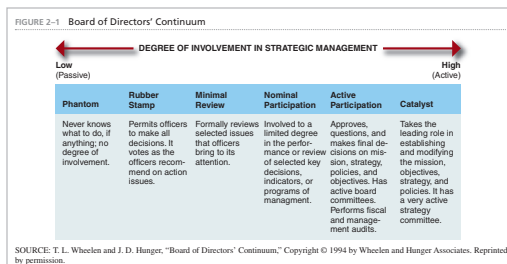 FIGURE 2–1 Board of Directors' Continuum
DEGREE OF INVOLVEMENT IN STRATEGIC MANAGEMENT
Low
(Passive)
High
(Active)
Phantom
Never knows
what to do, if
anything; no
degree of
involvement.
Rubber
Stamp
Permits officers
to make all
decisions. It
votes as the
officers recom-
mend on action
issues.
Minimal
Review
Formally reviews
selected issues
that officers
bring to its
attention.
Nominal
Participation
Involved to a
limited degree
in the perfor-
mance or review
of selected key
decisions,
indicators, or
programs of
managment.
Active
Participation
Approves,
questions, and
makes final de-
cisions on mis-
sion, strategy,
policies, and
objectives. Has
active board
committees.
Performs fiscal
and manage-
ment audits.
Catalyst
Takes the
leading role in
establishing
and modifying
the mission,
objectives,
strategy, and
policies. It has
a very active
strategy
committee.
SOURCE: T. L. Wheelen and J. D. Hunger, "Board of Directors' Continuum," Copyright © 1994 by Wheelen and Hunger Associates. Reprinted
by permission.